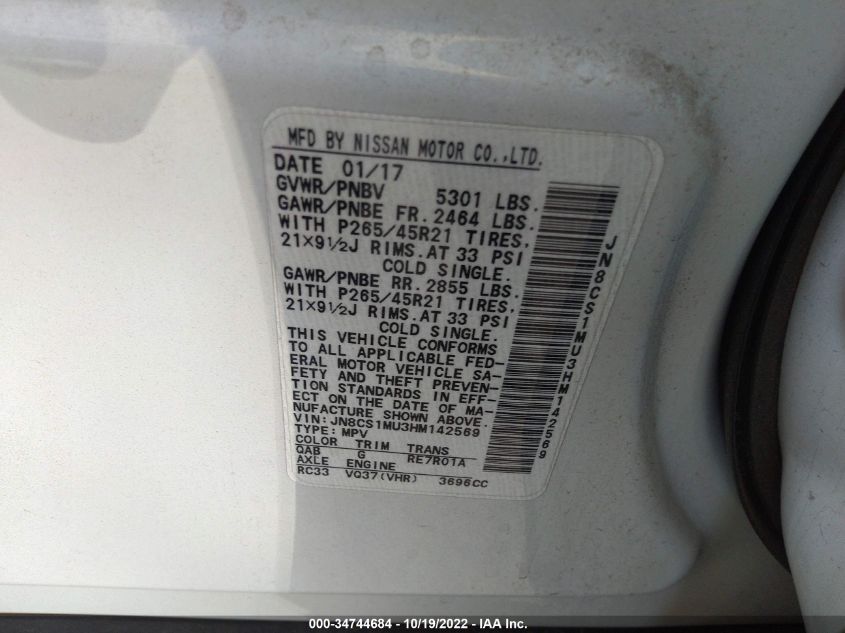 MFD BY NISSAN MOTOR CO.,LTD.
DATE 01/17
GVWR/PNBV 5301 LBS.
GAWR/PNBE FR. 2464 LBS.
WITH P265/45R21 TIRES,
21X9½J RIMS.AT 33 PSI
COLD SINGLE.
GAWR/PNBE RR. 2855 LBS.
WITH P265/45R21 TIRES,
21X9½J RIMS.AT 33 PSI
COLD SINGLE.
THIS VEHICLE CONFORMS
TO ALL APPLICABLE FED-
ERAL MOTOR VEHICLE SA-
FETY AND THEFT PREVEN-
TION STANDARDS IN EFF-
ECT ON THE DATE OF MA-
NUFACTURE SHOWN ABOVE.
VIN: JN8CS1MU3HM142569
TYPE: MPV
COLOR TRIM TRANS
QAB G RE7R01A
AXLE ENGINE
RC33 VQ37(VHR) 3696CC
JN8CS1MU3HM142569
000-34744684 - 10/19/2022 - IAA Inc.